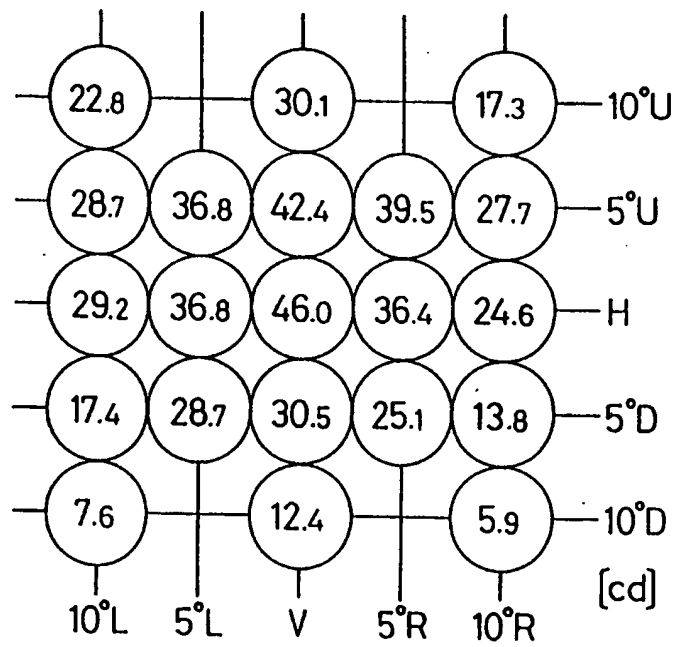 22.8 30.1 17.3 10°U
28.7 36.8 42.4 39.5 27.7 5°U
29.2 36.8 46.0 36.4 24.6 H
17.4 28.7 30.5 25.1 13.8 5°D
7.6 12.4 5.9 10°D
[cd]
10°L 5°L V 5°R 10°R